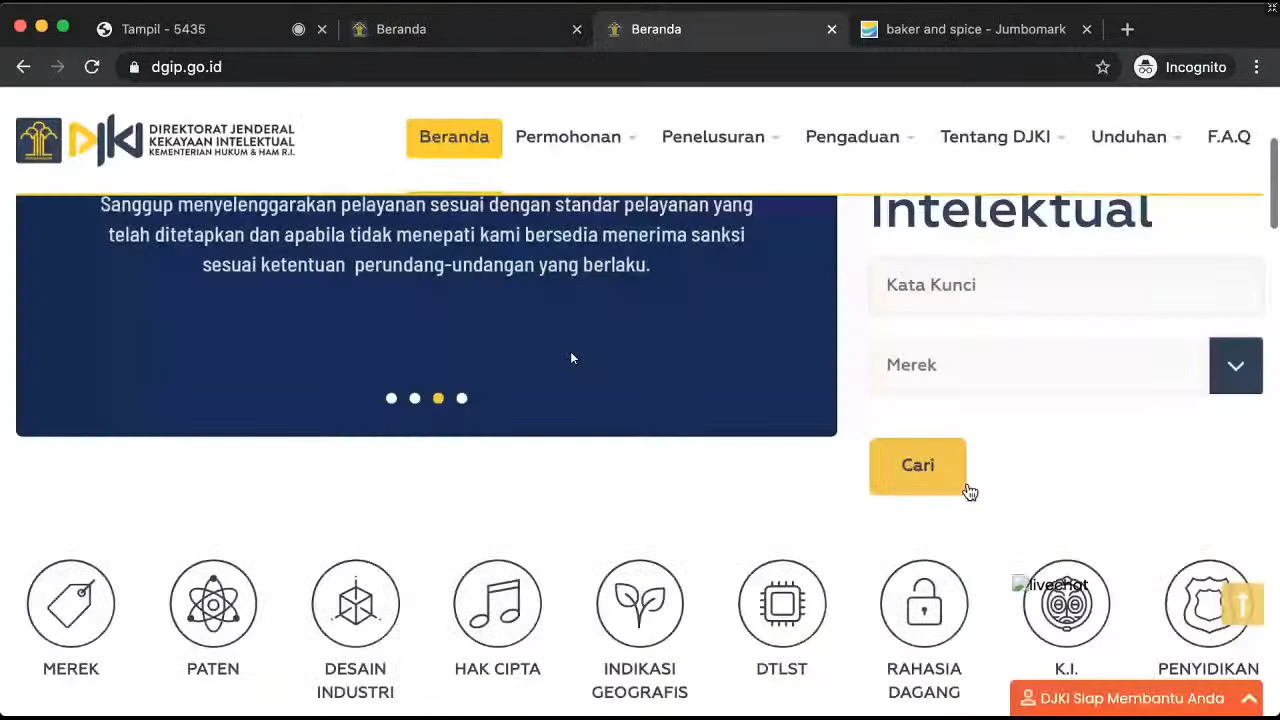 Tampil - 5435
Beranda
Beranda
baker and spice - Jumbomark
dgip.go.id
Incognito
DIREKTORAT JENDERAL
KEKAYAAN INTELEKTUAL
KEMENTERIAN HUKUM & HAM R.I.
DJKI
Beranda
Permohonan
Penelusuran
Pengaduan
Tentang DJKI
Unduhan
F.A.Q
Sanggup menyelenggarakan pelayanan sesuai dengan standar pelayanan yang
telah ditetapkan dan apabila tidak menepati kami bersedia menerima sanksi
sesuai ketentuan perundang-undangan yang berlaku.
Intelektual
Kata Kunci
Merek
Cari
livechat
MEREK
PATEN
DESAIN
INDUSTRI
HAK CIPTA
INDIKASI
GEOGRAFIS
DTLST
RAHASIA
DAGANG
K.I.
PENYIDIKAN
DJKI Siap Membantu Anda